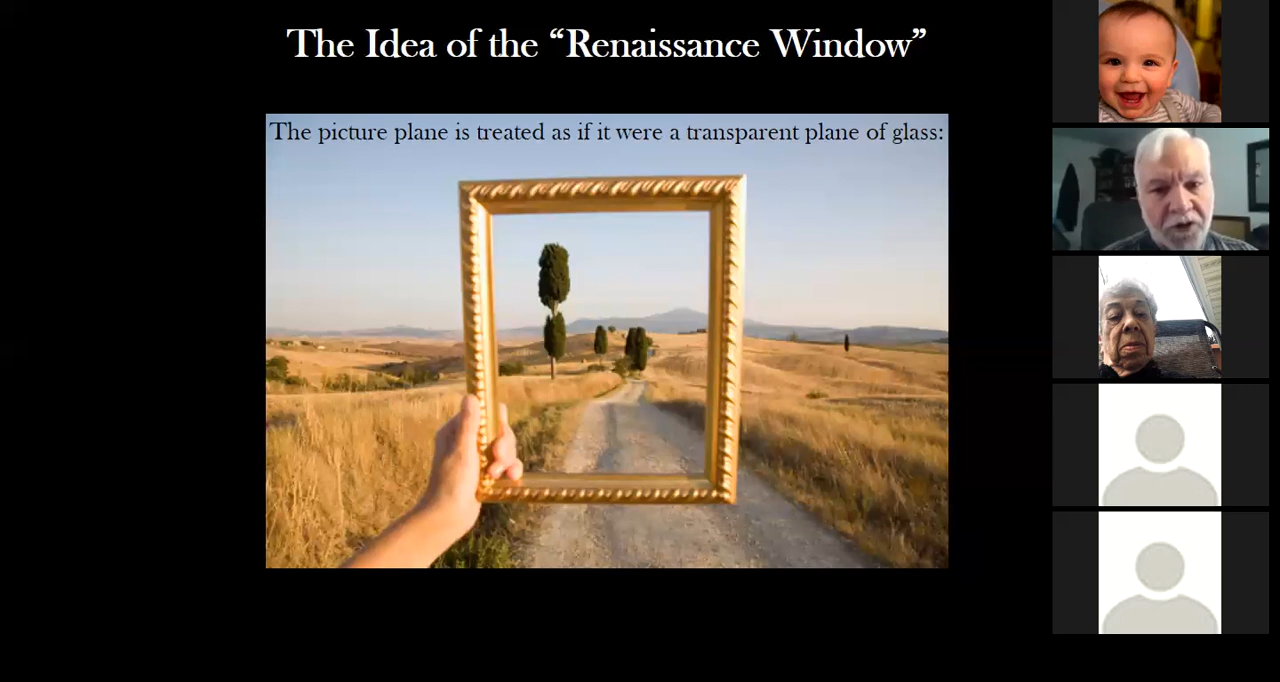 The Idea of the “Renaissance Window”
The picture plane is treated as if it were a transparent plane of glass: